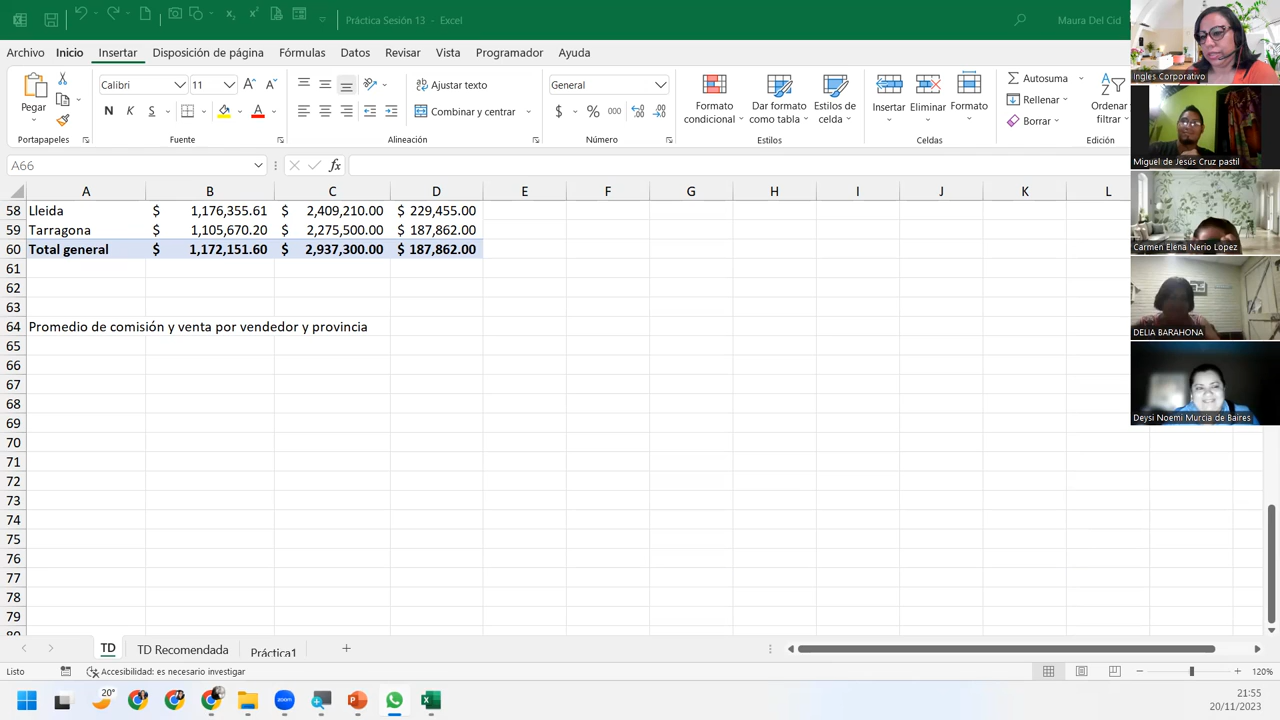 Práctica Sesión 13 - Excel
Maura Del Cid
Archivo Inicio Insertar Disposición de página Fórmulas Datos Revisar Vista Programador Ayuda
Pegar
Calibri 11
N K S
Ajustar texto
Combinar y centrar
General
$ % 000
Formato condicional
Dar formato como tabla
Estilos de celda
Insertar
Eliminar
Formato
Autosuma
Rellenar
Borrar
Ordenar
filtrar
Portapapeles Fuente Alineación Número Estilos Celdas Edición
A66
fx
A B C D E F G H I J K L
58 Lleida $ 1,176,355.61 $ 2,409,210.00 $ 229,455.00
59 Tarragona $ 1,105,670.20 $ 2,275,500.00 $ 187,862.00
60 Total general $ 1,172,151.60 $ 2,937,300.00 $ 187,862.00
61
62
63
64 Promedio de comisión y venta por vendedor y provincia
65
66
67
68
69
70
71
72
73
74
75
76
77
78
79
80
TD TD Recomendada Práctica1
Listo
Accesibilidad: es necesario investigar
120%
20°
zoom
21:55
20/11/2023
Ingles Corporativo
Miguel de Jesús Cruz pastil
Carmen Elena Nerio Lopez
DELIA BARAHONA
Deysi Noemi Murcia de Baires